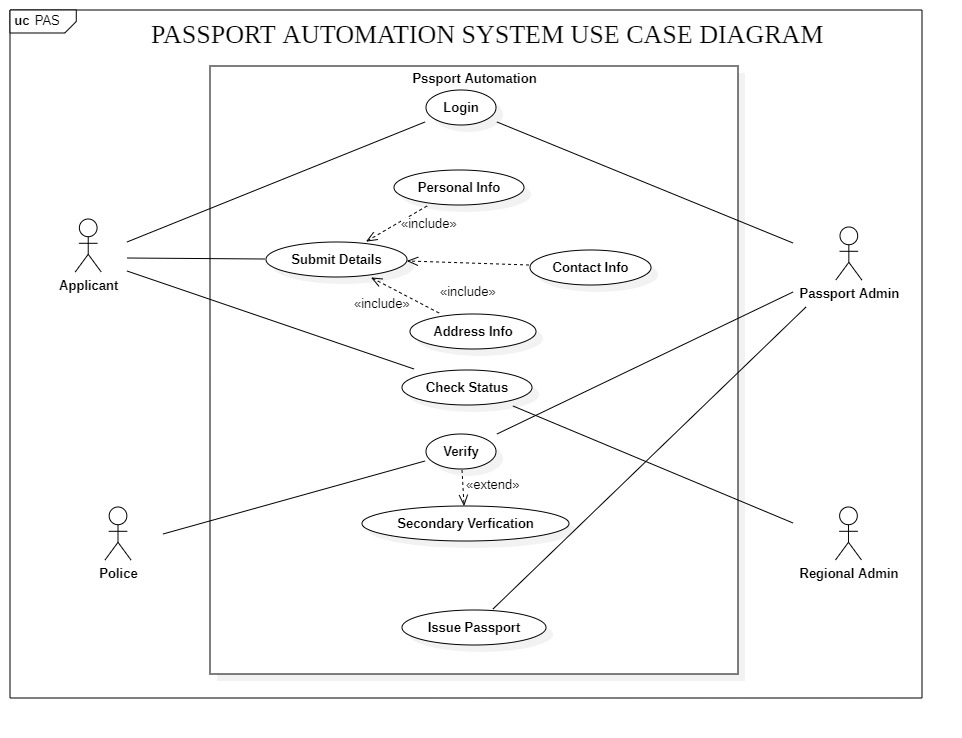 uc PAS
PASSPORT AUTOMATION SYSTEM USE CASE DIAGRAM
Pssport Automation
Login
Personal Info
«include»
Submit Details
Contact Info
Applicant
Passport Admin
«include»
«include»
Address Info
Check Status
Verify
«extend»
Secondary Verfication
Police
Regional Admin
Issue Passport